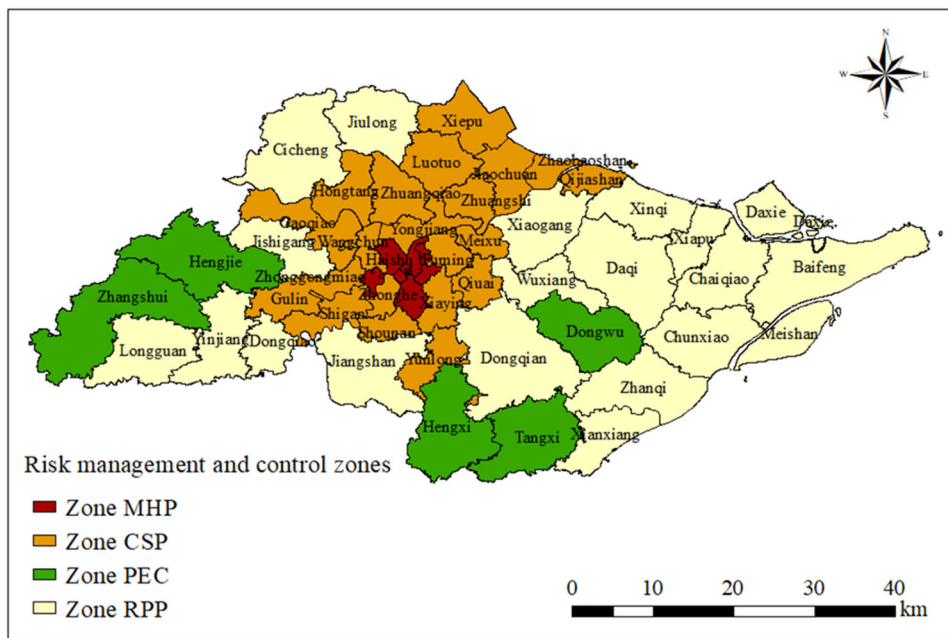 N
W
E
S
Xiepu
Jiulong
Cicheng
Luotuo
Zhaobaoshan
Jiaochuan
Qijiashan
Hongtang
Zhuangqiao
Zhuangshi
Xinqi
Daxie
Daxie
Gaoqiao
Yongjiang
Xiaogang
Xiapu
Jishigang
Wangchun
Meixu
Hengjie
Haishu
Fuming
Daqi
Baifeng
Zhonggongmiao
Wuxiang
Chaiqiao
Zhangshui
Gulin
Zhonghe
Qiuai
Shigan
Xiaying
Shounan
Dongwu
Chunxiao
Meishan
Longguan
Yinjiang
Dongqiao
Jiangshan
Yunlong
Dongqian
Zhanqi
Hengxi
Tangxi
Xianxiang
Risk management and control zones
Zone MHP
Zone CSP
Zone PEC
Zone RPP
0 10 20 30 40
km